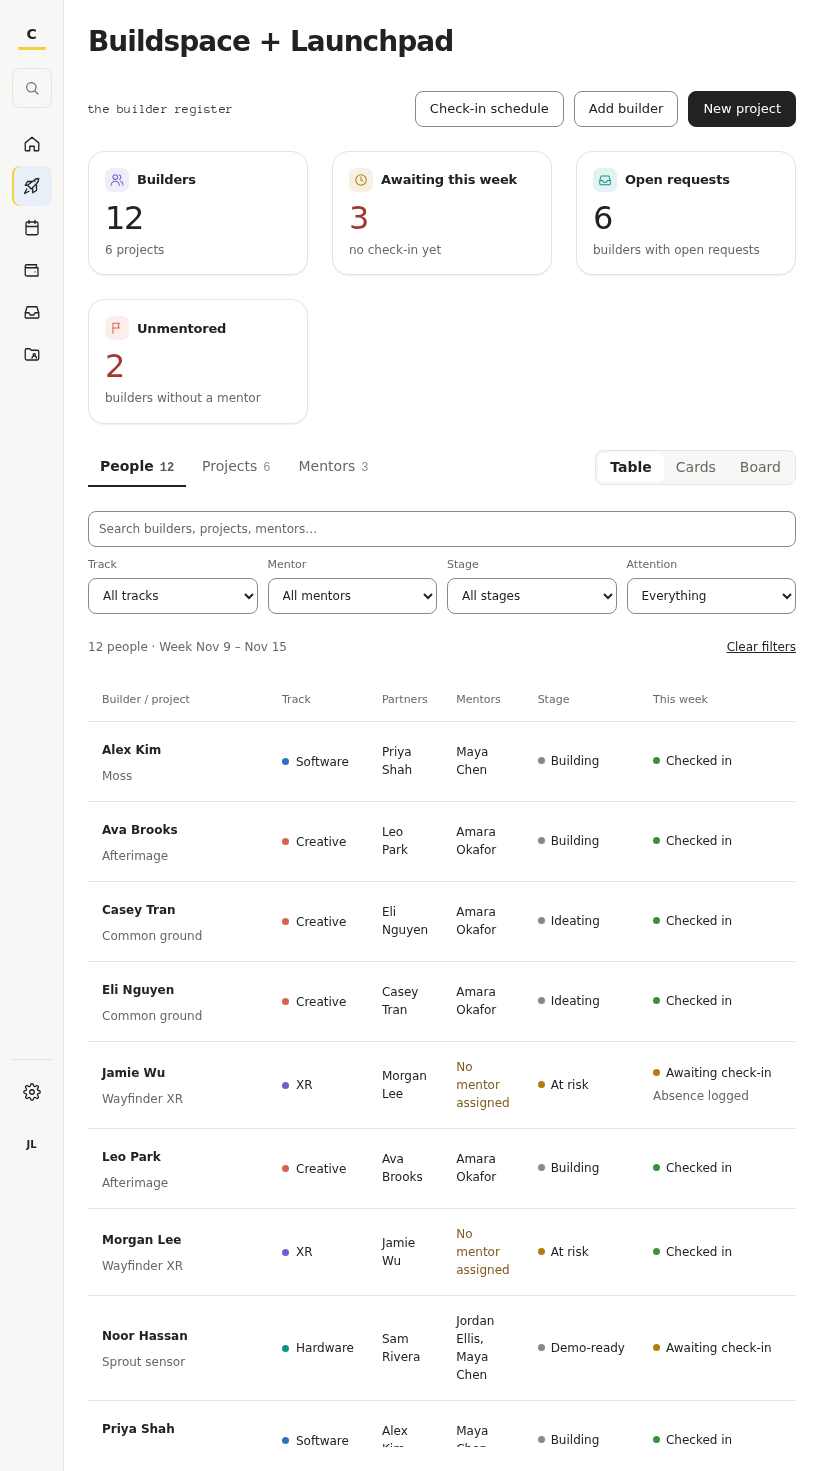 C
Buildspace + Launchpad
the builder register
Check-in schedule
Add builder
New project
Builders
12
6 projects
Awaiting this week
3
no check-in yet
Open requests
6
builders with open requests
Unmentored
2
builders without a mentor
People 12
Projects 6
Mentors 3
Table
Cards
Board
Search builders, projects, mentors...
Track
Mentor
Stage
Attention
All tracks
All mentors
All stages
Everything
12 people · Week Nov 9 – Nov 15
Clear filters
Builder / project
Track
Partners
Mentors
Stage
This week
Alex Kim
Moss
Software
Priya
Shah
Maya
Chen
Building
Checked in
Ava Brooks
Afterimage
Creative
Leo
Park
Amara
Okafor
Building
Checked in
Casey Tran
Common ground
Creative
Eli
Nguyen
Amara
Okafor
Ideating
Checked in
Eli Nguyen
Common ground
Creative
Casey
Tran
Amara
Okafor
Ideating
Checked in
Jamie Wu
Wayfinder XR
XR
Morgan
Lee
No
mentor
assigned
At risk
Awaiting check-in
Absence logged
Leo Park
Afterimage
Creative
Ava
Brooks
Amara
Okafor
Building
Checked in
Morgan Lee
Wayfinder XR
XR
Jamie
Wu
No
mentor
assigned
At risk
Checked in
Noor Hassan
Sprout sensor
Hardware
Sam
Rivera
Jordan
Ellis,
Maya
Chen
Demo-ready
Awaiting check-in
Priya Shah
Software
Alex
Kim
Maya
Chen
Building
Checked in
JL